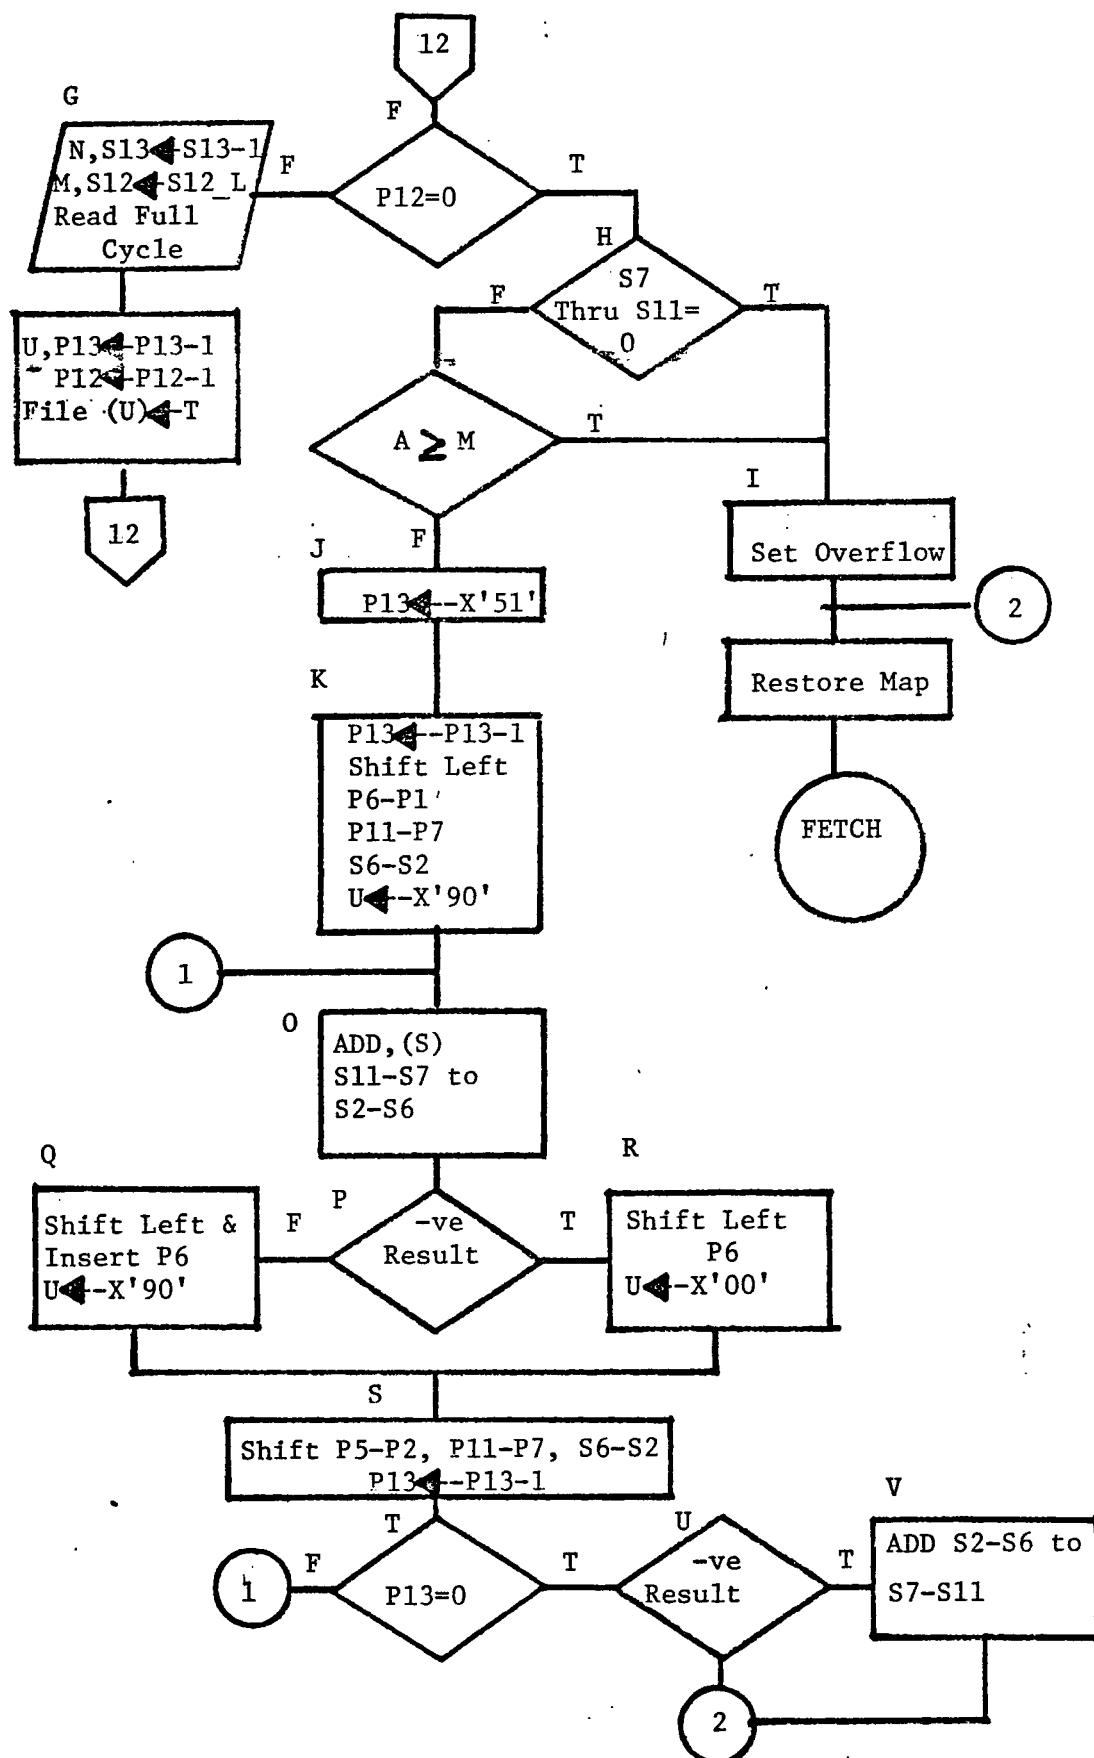 12
G
F
N,S13←S13-1
M,S12←S12_L
Read Full
Cycle
F
P12=0
T
H
S7
Thru S11=
0
F
T
U,P13←P13-1
P12←P12-1
File (U)←T
12
A ≥ M
T
F
I
Set Overflow
2
Restore Map
FETCH
J
P13←--X'51'
K
P13←--P13-1
Shift Left
P6-P1
P11-P7
S6-S2
U←--X'90'
1
O
ADD,(S)
S11-S7 to
S2-S6
Q
Shift Left &
Insert P6
U←--X'90'
F
P
-ve
Result
T
R
Shift Left
P6
U←--X'00'
S
Shift P5-P2, P11-P7, S6-S2
P13←--P13-1
1
F
T
P13=0
T
U
-ve
Result
T
V
ADD S2-S6 to
S7-S11
2